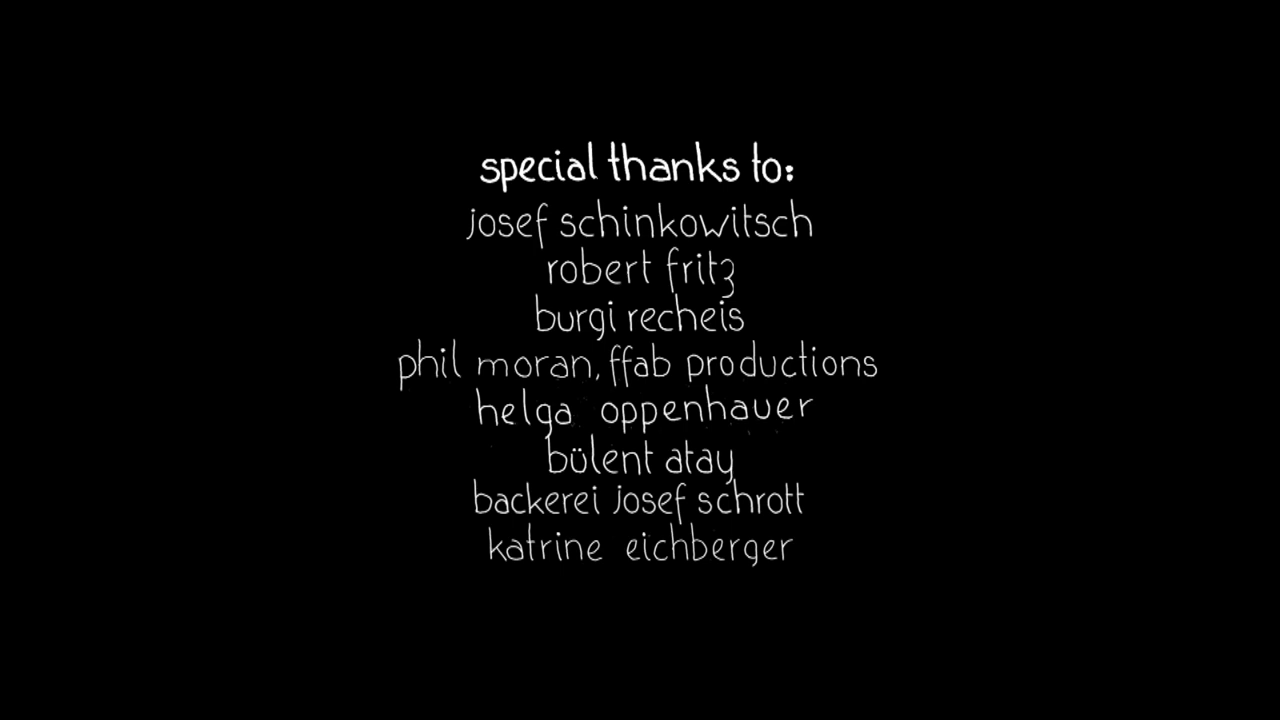 special thanks to:
josef schinkowitsch
robert fritz
burgi recheis
phil moran, ffab productions
helga oppenhauer
bülent atay
backerei josef schrott
katrine eichberger